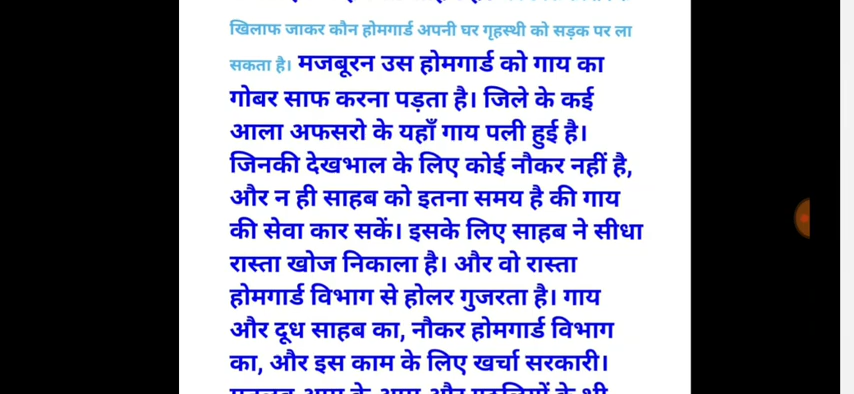 खिलाफ जाकर कौन होमगार्ड अपनी घर गृहस्थी को सड़क पर ला
सकता है। मजबूरन उस होमगार्ड को गाय का
गोबर साफ करना पड़ता है। जिले के कई
आला अफसरो के यहाँ गाय पली हुई है।
जिनकी देखभाल के लिए कोई नौकर नहीं है,
और न ही साहब को इतना समय है की गाय
की सेवा कार सकें। इसके लिए साहब ने सीधा
रास्ता खोज निकाला है। और वो रास्ता
होमगार्ड विभाग से होलर गुजरता है। गाय
और दूध साहब का, नौकर होमगार्ड विभाग
का, और इस काम के लिए खर्चा सरकारी।